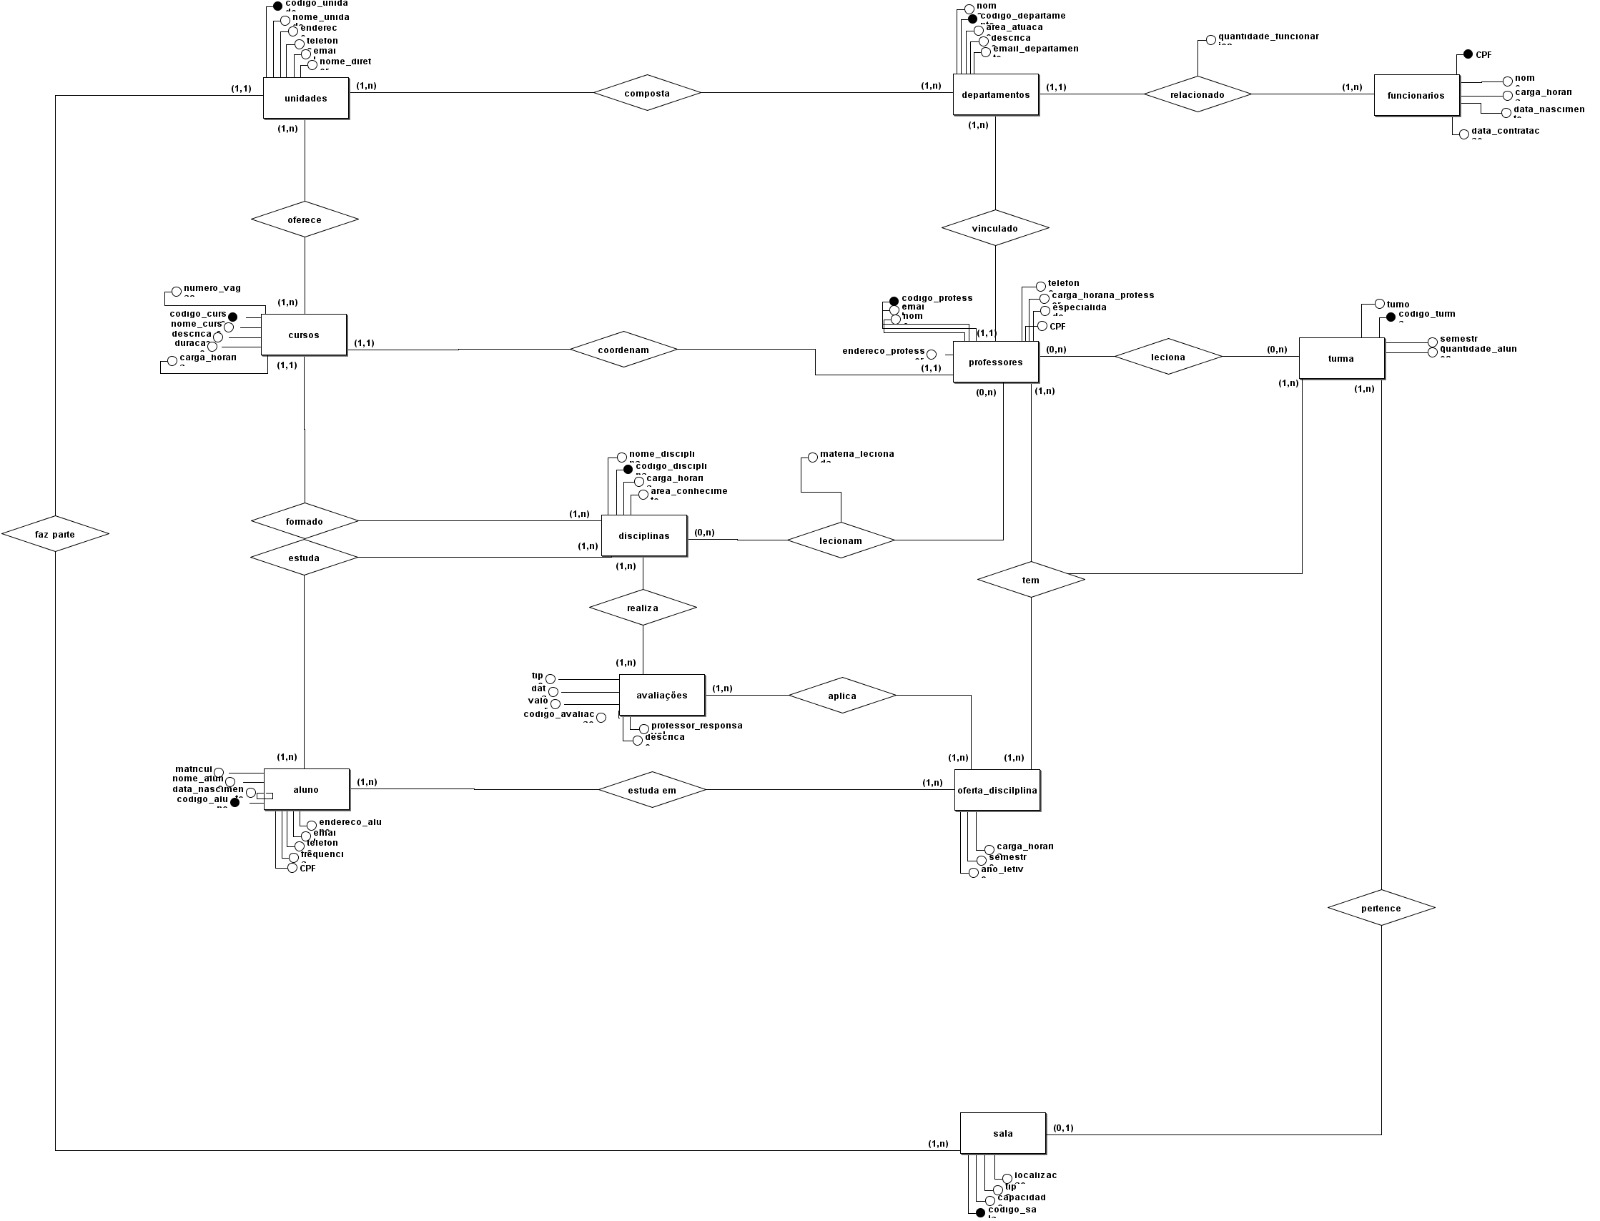 codigo_unida
nome_unida
enderec
telefon
emai
nome_diret
unidades
(1,1)
(1,n)
(1,n)
composta
(1,n)
nom
codigo_departame
area_atuaca
descrica
email_departamen
departamentos
(1,1)
(1,n)
quantidade_funcionar
relacionado
(1,n)
funcionarios
CPF
nom
carga_horari
data_nascimen
data_contratac
oferece
vinculado
numero_vag
(1,n)
codigo_curs
nome_curs
descrica
duraca
carga_horari
cursos
(1,1)
(1,1)
coordenam
codigo_profess
emai
nom
(1,1)
endereco_profess
(1,1)
professores
telefon
carga_horaria_profess
especialida
CPF
(0,n)
(0,n)
(1,n)
leciona
(0,n)
turma
turno
codigo_turm
semestr
quantidade_alun
(1,n)
(1,n)
nome_discipli
codigo_discipli
carga_horari
area_conhecime
materia_leciona
(1,n)
formado
disciplinas
(0,n)
lecionam
faz parte
estuda
(1,n)
(1,n)
tem
realiza
(1,n)
tip
dat
valo
codigo_avaliac
avaliações
(1,n)
professor_responsa
descrica
aplica
(1,n)
(1,n)
(1,n)
matricul
nome_alun
data_nascimen
codigo_alu
aluno
(1,n)
estuda em
(1,n)
oferta_discilplina
endereco_alu
emai
telefon
frequenci
CPF
carga_horari
semestr
ano_letiv
pertence
sala
(0,1)
(1,n)
localizac
tip
capacidad
codigo_sa